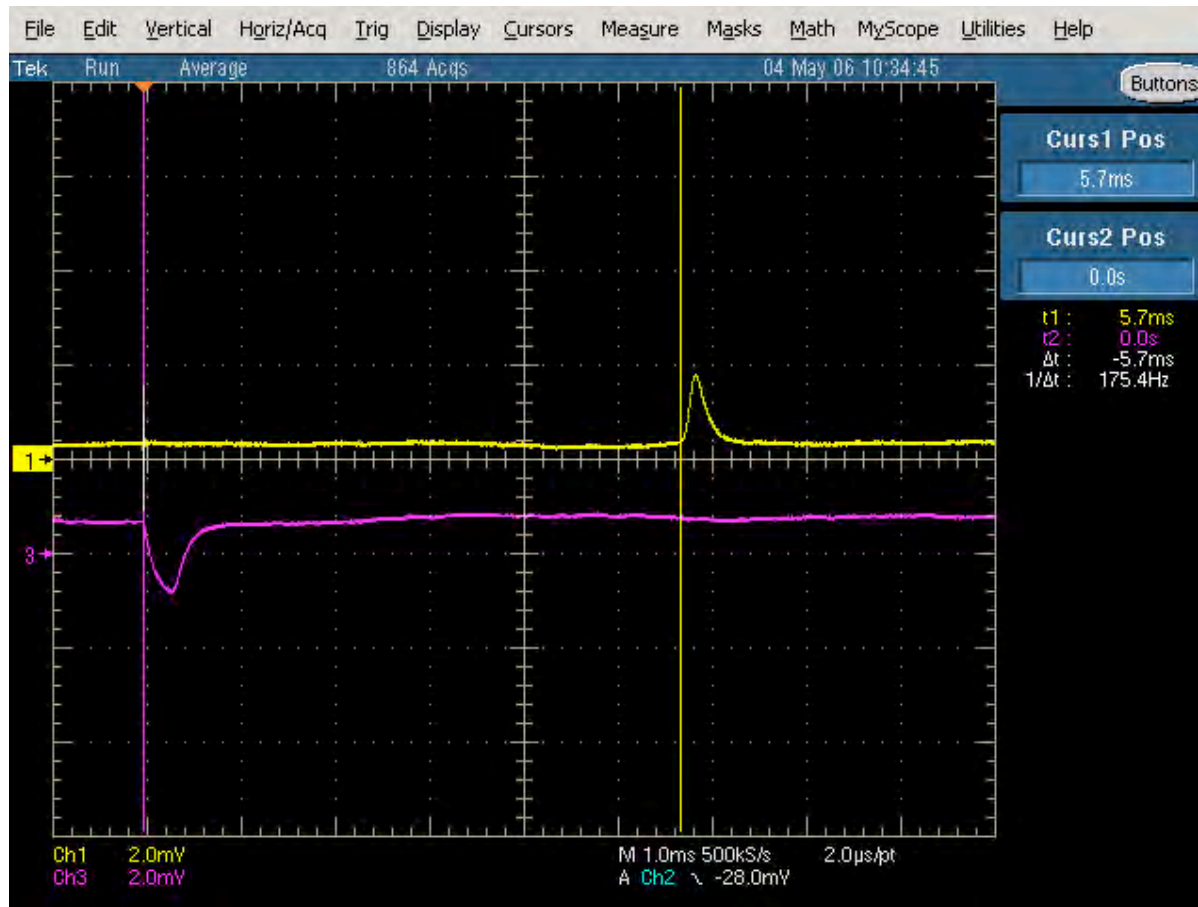 File Edit Vertical Horiz/Acq Trig Display Cursors Measure Masks Math MyScope Utilities Help
Tek Run Average 864 Acqs 04 May 06 10:34:45 Buttons
Curs1 Pos
5.7ms
Curs2 Pos
0.0s
t1 : 5.7ms
t2 : 0.0s
Δt : -5.7ms
1/Δt : 175.4Hz
1
3
Ch1 2.0mV M 1.0ms 500kS/s 2.0µs/pt
Ch3 2.0mV A Ch2 -28.0mV